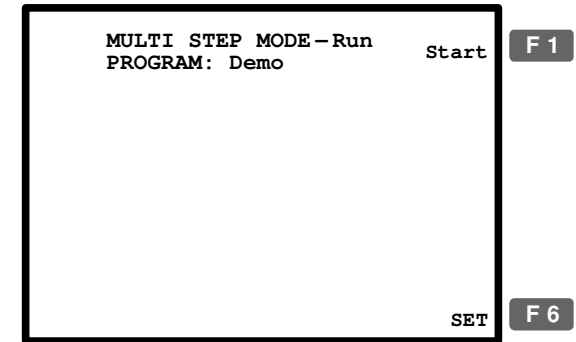 MULTI STEP MODE-Run
PROGRAM: Demo
Start
F 1
SET
F 6